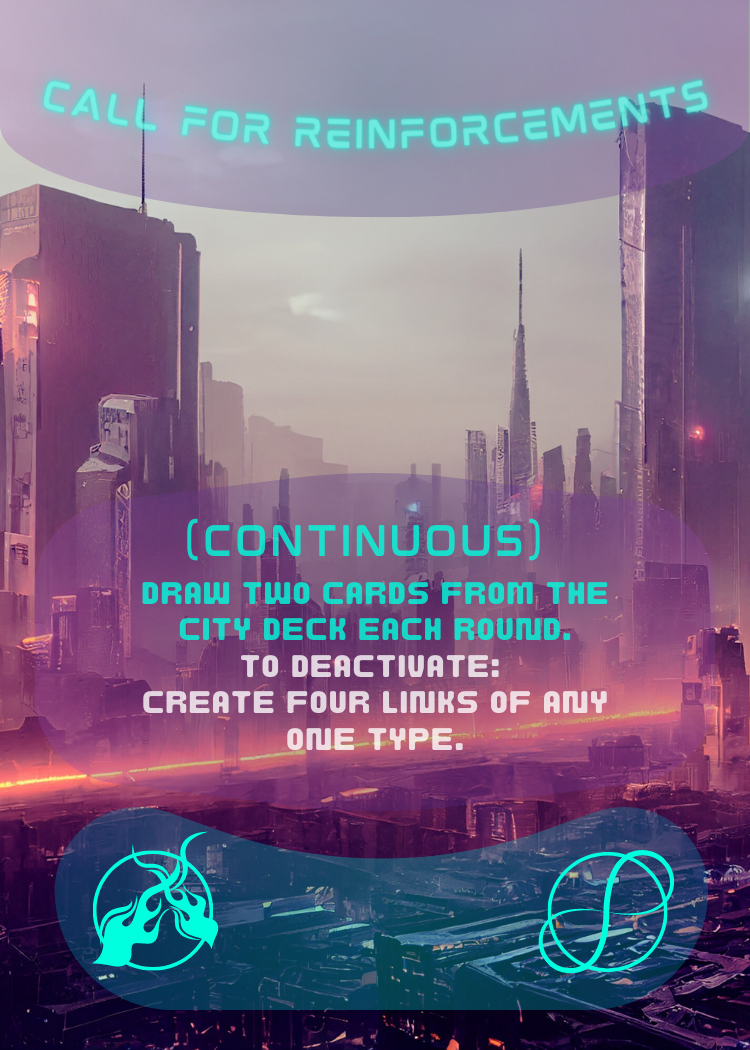 CALL FOR REINFORCEMENTS
(CONTINUOUS)
DRAW TWO CARDS FROM THE
CITY DECK EACH ROUND.
TO DEACTIVATE:
CREATE FOUR LINKS OF ANY
ONE TYPE.